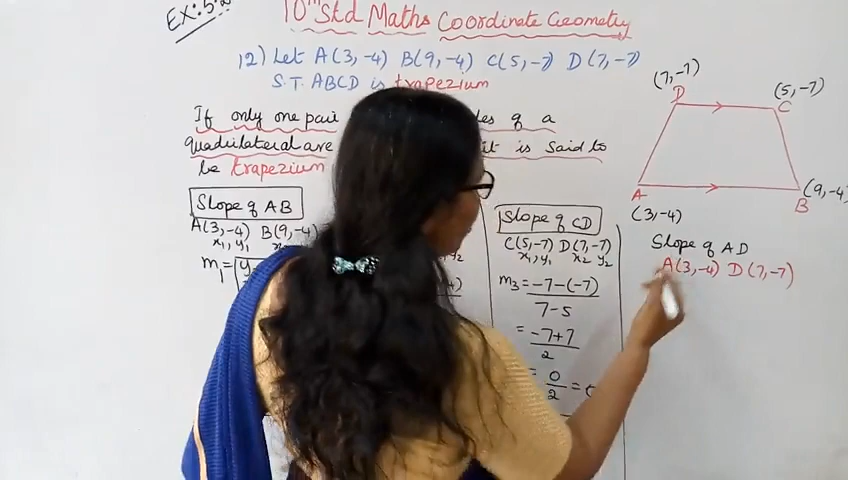 Ex: 5.2
10th Std Maths Coordinate Geometry
12) Let A(3, -4) B(9, -4) C(5, -7) D(7, -7)
S.T. ABCD is trapezium
If only one pair of a
quadrilateral are it is said to
be trapezium
Slope of AB
A(3, -4) B(9, -4)
x1, y1
m1 =
Slope of CD
C(5, -7) D(7, -7)
x1, y1 x2 y2
m3 = -7-(-7)
7-5
= -7+7
2
= 0
2
(7, -7)
D
(5, -7)
C
A
(3, -4)
B
(9, -4)
Slope of AD
A(3, -4) D(7, -7)